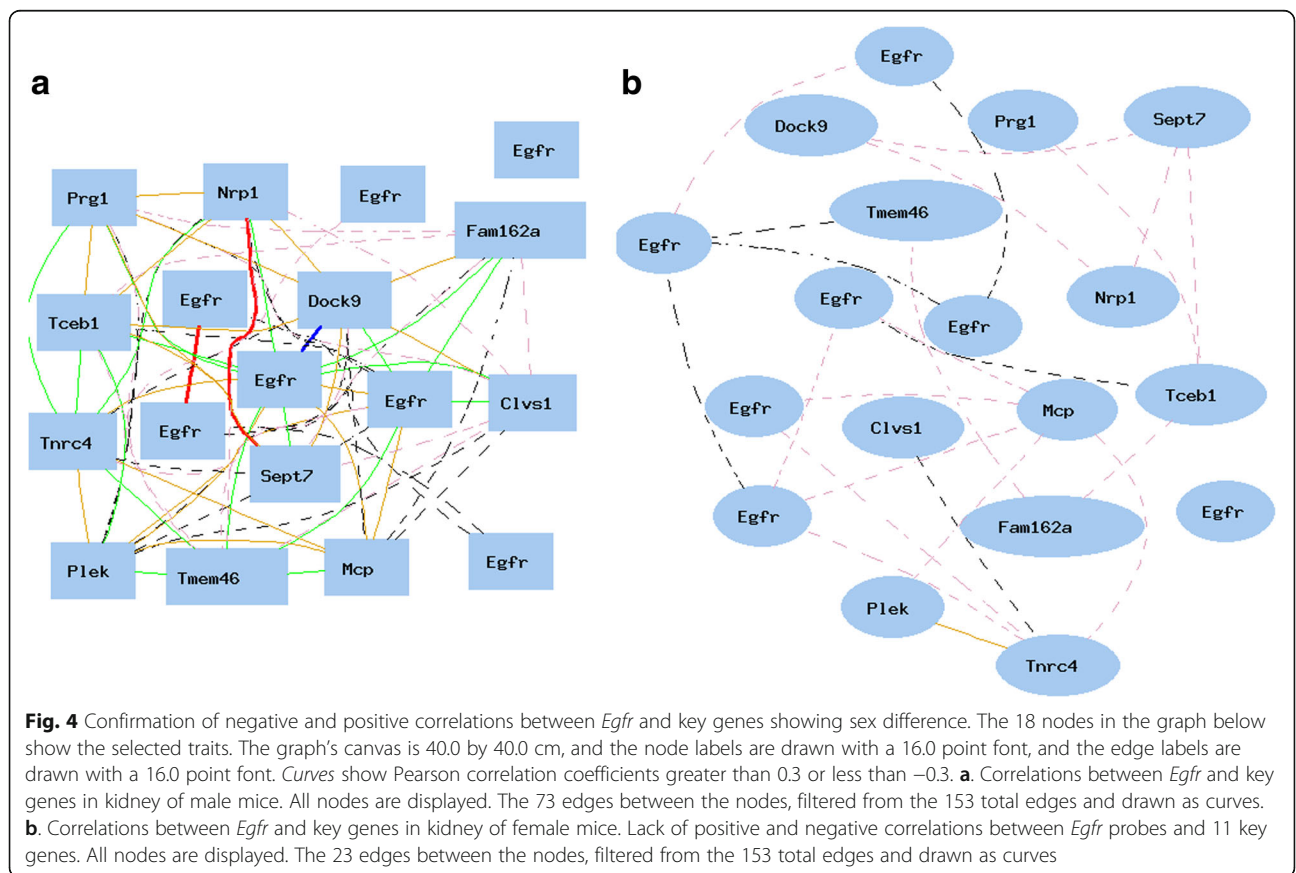 a
b
Egfr
Prg1
Nrp1
Egfr
Fam162a
Egfr
Dock9
Tceb1
Egfr
Egfr
Clvs1
Tnrc4
Egfr
Sept7
Plek
Tmem46
Mcp
Egfr
Egfr
Dock9
Prg1
Sept7
Tmem46
Egfr
Egfr
Egfr
Nrp1
Egfr
Mcp
Tceb1
Clvs1
Egfr
Fam162a
Egfr
Plek
Tnrc4
Fig. 4 Confirmation of negative and positive correlations between Egfr and key genes showing sex difference. The 18 nodes in the graph below
show the selected traits. The graph's canvas is 40.0 by 40.0 cm, and the node labels are drawn with a 16.0 point font, and the edge labels are
drawn with a 16.0 point font. Curves show Pearson correlation coefficients greater than 0.3 or less than −0.3. a. Correlations between Egfr and key
genes in kidney of male mice. All nodes are displayed. The 73 edges between the nodes, filtered from the 153 total edges and drawn as curves.
b. Correlations between Egfr and key genes in kidney of female mice. Lack of positive and negative correlations between Egfr probes and 11 key
genes. All nodes are displayed. The 23 edges between the nodes, filtered from the 153 total edges and drawn as curves